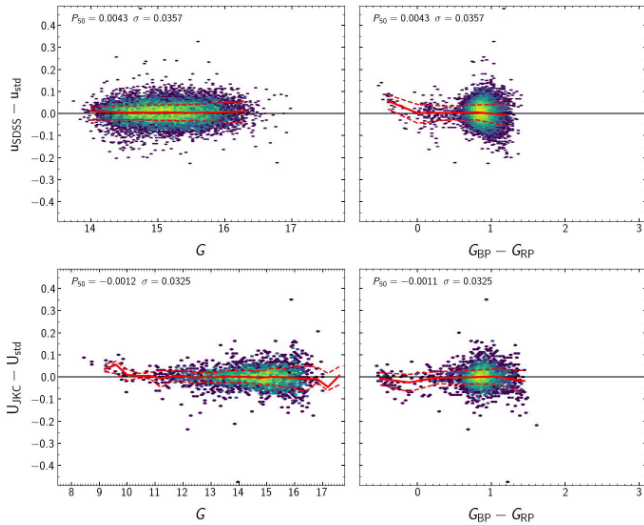 P50 = 0.0043 σ = 0.0357
P50 = 0.0043 σ = 0.0357
uSDSS − ustd
0.4
0.3
0.2
0.1
0.0
−0.1
−0.2
−0.3
−0.4
14 15 16 17
0 1 2 3
G
GBP − GRP
P50 = −0.0012 σ = 0.0325
P50 = −0.0011 σ = 0.0325
UJKC − Ustd
0.4
0.3
0.2
0.1
0.0
−0.1
−0.2
−0.3
−0.4
8 9 10 11 12 13 14 15 16 17
0 1 2 3
G
GBP − GRP